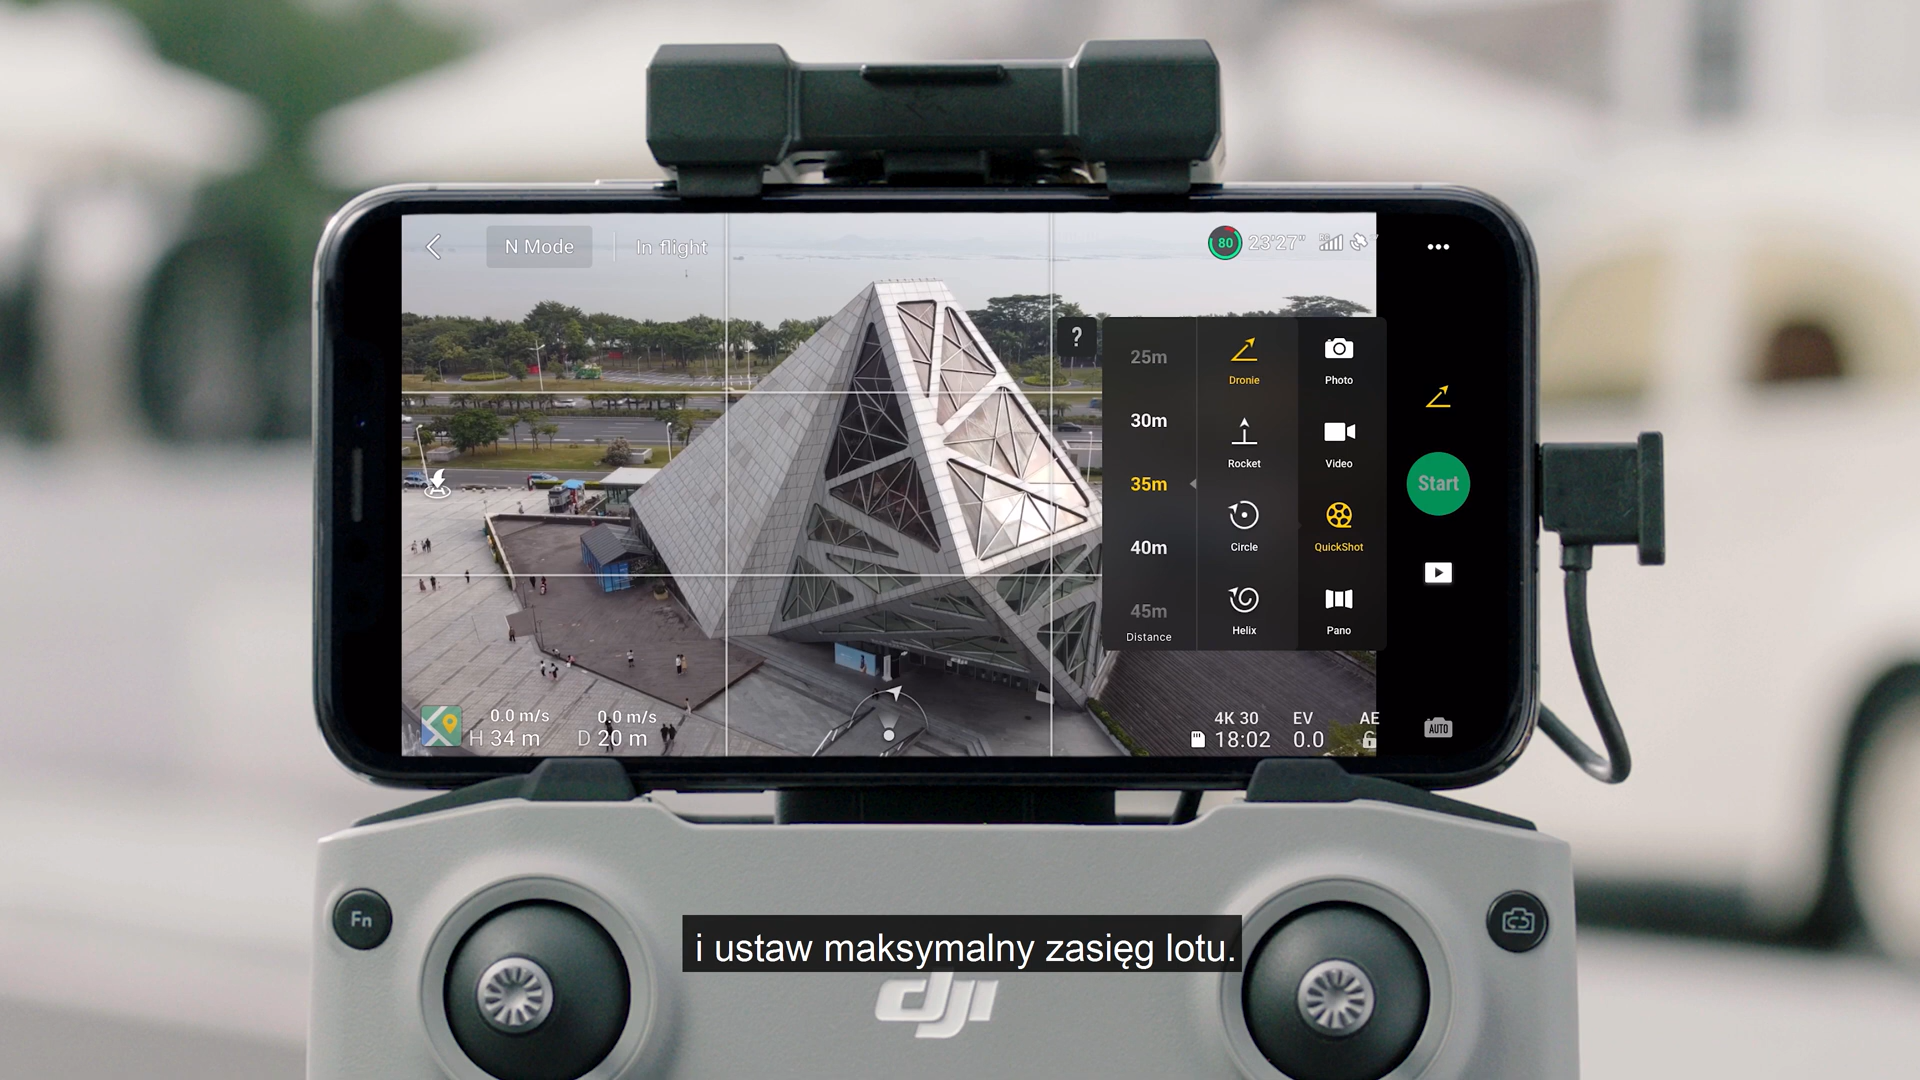 N Mode
In flight
80
23'27"
RC
•••
?
25m
30m
35m
40m
45m
Distance
Dronie
Rocket
Circle
Helix
Photo
Video
QuickShot
Pano
Start
0.0 m/s
0.0 m/s
H 34 m
D 20 m
4K 30
EV
AE
18:02
0.0
AUTO
Fn
i ustaw maksymalny zasięg lotu.
dji